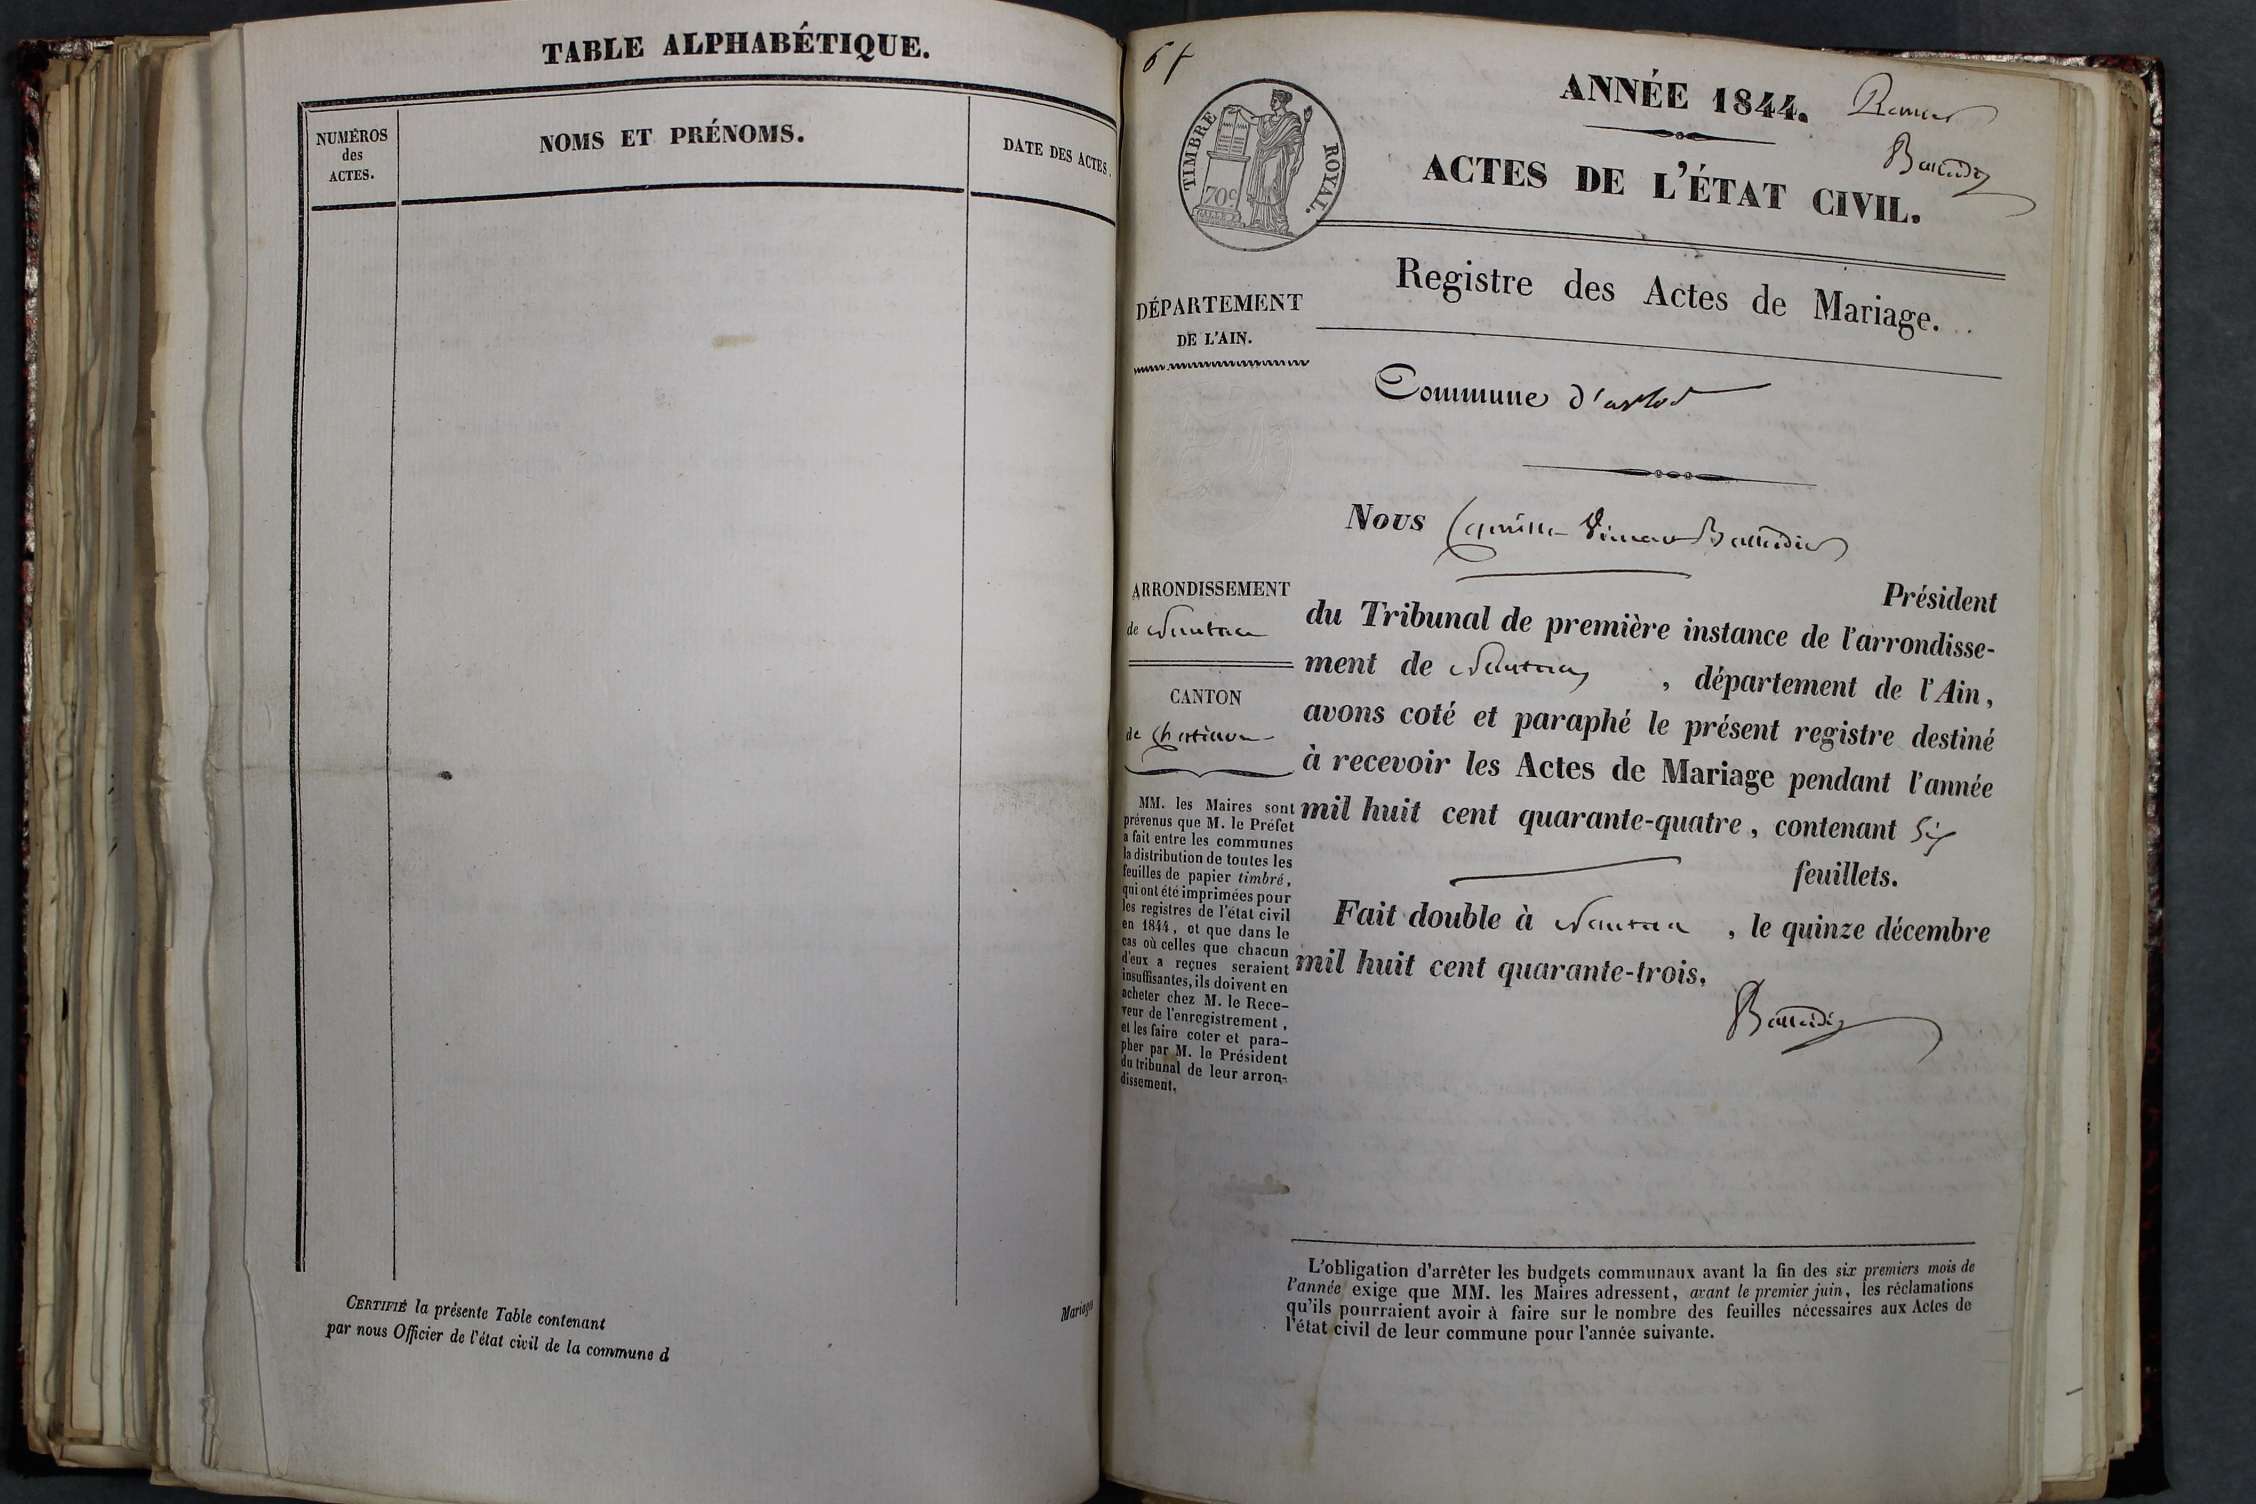 TABLE ALPHABÉTIQUE.
NUMÉROS
des
ACTES.
NOMS ET PRÉNOMS.
DATE DES ACTES.
CERTIFIÉ la présente Table contenant
par nous Officier de l'état civil de la commune d
Mariages
ANNÉE 1844.
TIMBRE ROYAL.
70c
ACTES DE L'ÉTAT CIVIL.
Registre des Actes de Mariage.
DÉPARTEMENT
DE L'AIN.
Commune d'
Nous
Président
ARRONDISSEMENT
de Nantua
CANTON
de Chatillon
MM. les Maires sont
prévenus que M. le Préfet
a fait entre les communes
la distribution de toutes les
feuilles de papier timbré,
qui ont été imprimées pour
les registres de l'état civil
en 1844, et que dans le
cas où celles que chacun
d'eux a reçues seraient
insuffisantes, ils doivent en
acheter chez M. le Rece-
veur de l'enregistrement,
et les faire coter et para-
pher par M. le Président
du tribunal de leur arron-
dissement.
du Tribunal de première instance de l'arrondisse-
ment de Nantua, département de l'Ain,
avons coté et paraphé le présent registre destiné
à recevoir les Actes de Mariage pendant l'année
mil huit cent quarante-quatre, contenant Six
feuillets.
Fait double à Nantua, le quinze décembre
mil huit cent quarante-trois.
L'obligation d'arrêter les budgets communaux avant la fin des six premiers mois de
l'année exige que MM. les Maires adressent, avant le premier juin, les réclamations
qu'ils pourraient avoir à faire sur le nombre des feuilles nécessaires aux Actes de
l'état civil de leur commune pour l'année suivante.